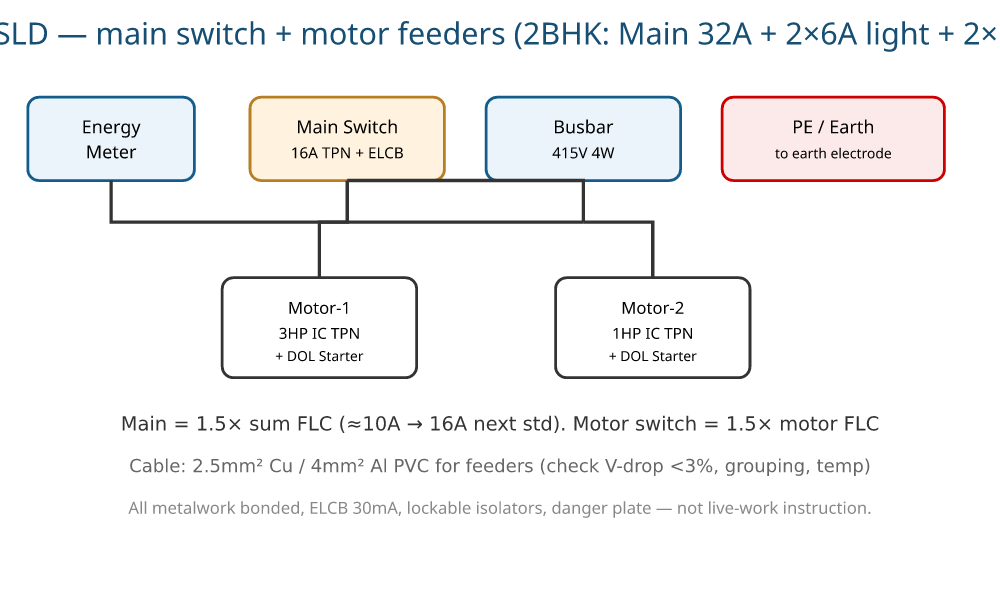 SLD — main switch + motor feeders (2BHK: Main 32A + 2×6A light + 2×
Energy
Meter
Main Switch
16A TPN + ELCB
Busbar
415V 4W
PE / Earth
to earth electrode
Motor-1
3HP IC TPN
+ DOL Starter
Motor-2
1HP IC TPN
+ DOL Starter
Main = 1.5× sum FLC (≈10A → 16A next std). Motor switch = 1.5× motor FLC
Cable: 2.5mm² Cu / 4mm² Al PVC for feeders (check V-drop <3%, grouping, temp)
All metalwork bonded, ELCB 30mA, lockable isolators, danger plate — not live-work instruction.